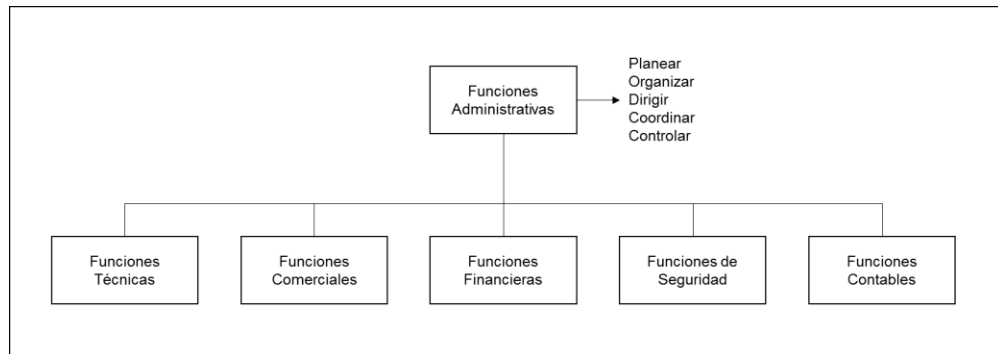 Funciones
Administrativas
Planear
Organizar
Dirigir
Coordinar
Controlar
Funciones
Técnicas
Funciones
Comerciales
Funciones
Financieras
Funciones de
Seguridad
Funciones
Contables